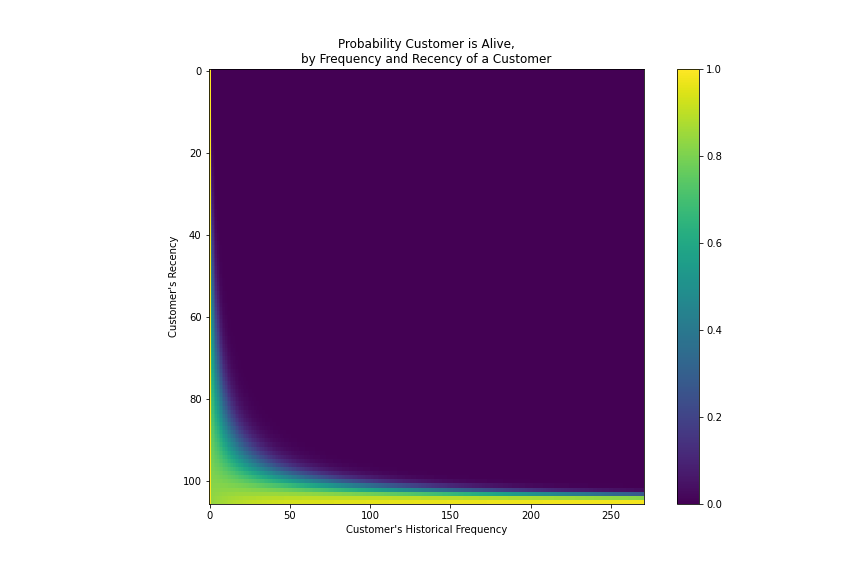 Probability Customer is Alive,
by Frequency and Recency of a Customer
0
20
40
60
80
100
Customer's Recency
0 50 100 150 200 250
Customer's Historical Frequency
1.0
0.8
0.6
0.4
0.2
0.0